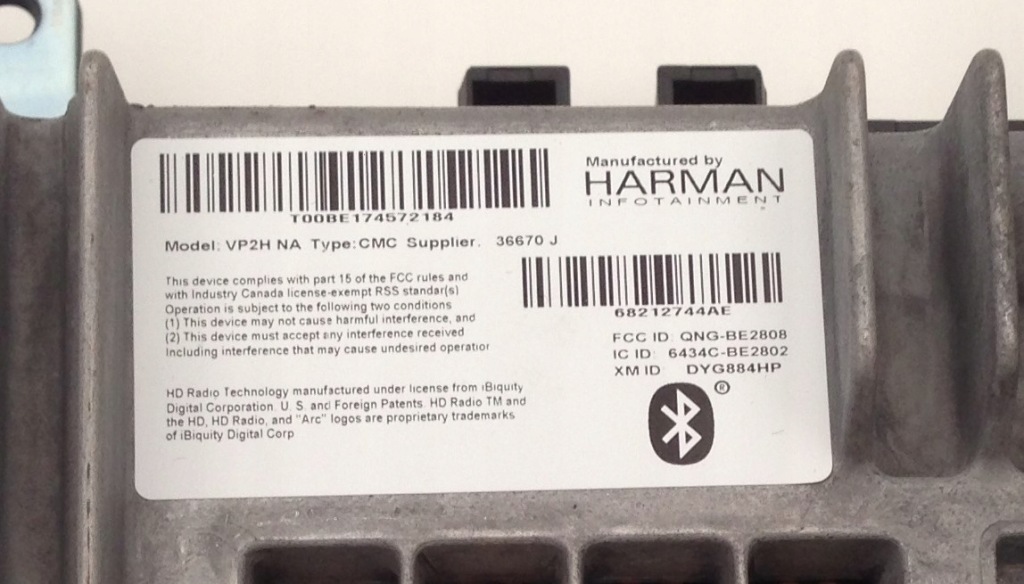 Manufactured by
HARMAN
INFOTAINMENT
T00BE174572184
Model: VP2H NA Type:CMC Supplier. 36670 J
This device complies with part 15 of the FCC rules and
with Industry Canada license-exempt RSS standar(s)
Operation is subject to the following two conditions
(1) This device may not cause harmful interference, and
(2) This device must accept any interference received
Including interference that may cause undesired operatior
68212744AE
FCC ID: QNG-BE2808
IC ID: 6434C-BE2802
XM ID DYG884HP
®
HD Radio Technology manufactured under license from iBiquity
Digital Corporation. U. S. and Foreign Patents. HD Radio TM and
the HD, HD Radio, and "Arc" logos are proprietary trademarks
of iBiquity Digital Corp